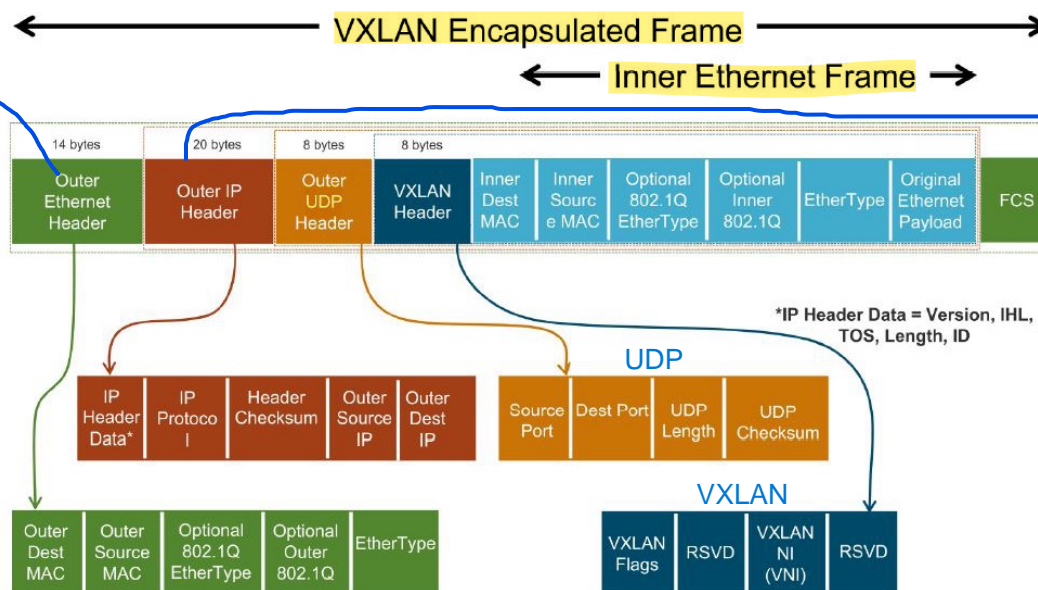 VXLAN Encapsulated Frame
Inner Ethernet Frame
14 bytes
20 bytes
8 bytes
8 bytes
Outer
Ethernet
Header
Outer IP
Header
Outer
UDP
Header
VXLAN
Header
Inner
Dest
MAC
Inner
Sourc
e MAC
Optional
802.1Q
EtherType
Optional
Inner
802.1Q
EtherType
Original
Ethernet
Payload
FCS
*IP Header Data = Version, IHL,
TOS, Length, ID
UDP
IP
Header
Data*
IP
Protoco
l
Header
Checksum
Outer
Source
IP
Outer
Dest
IP
Source
Port
Dest Port
UDP
Length
UDP
Checksum
VXLAN
Outer
Dest
MAC
Outer
Source
MAC
Optional
802.1Q
EtherType
Optional
Outer
802.1Q
EtherType
VXLAN
Flags
RSVD
VXLAN
NI
(VNI)
RSVD